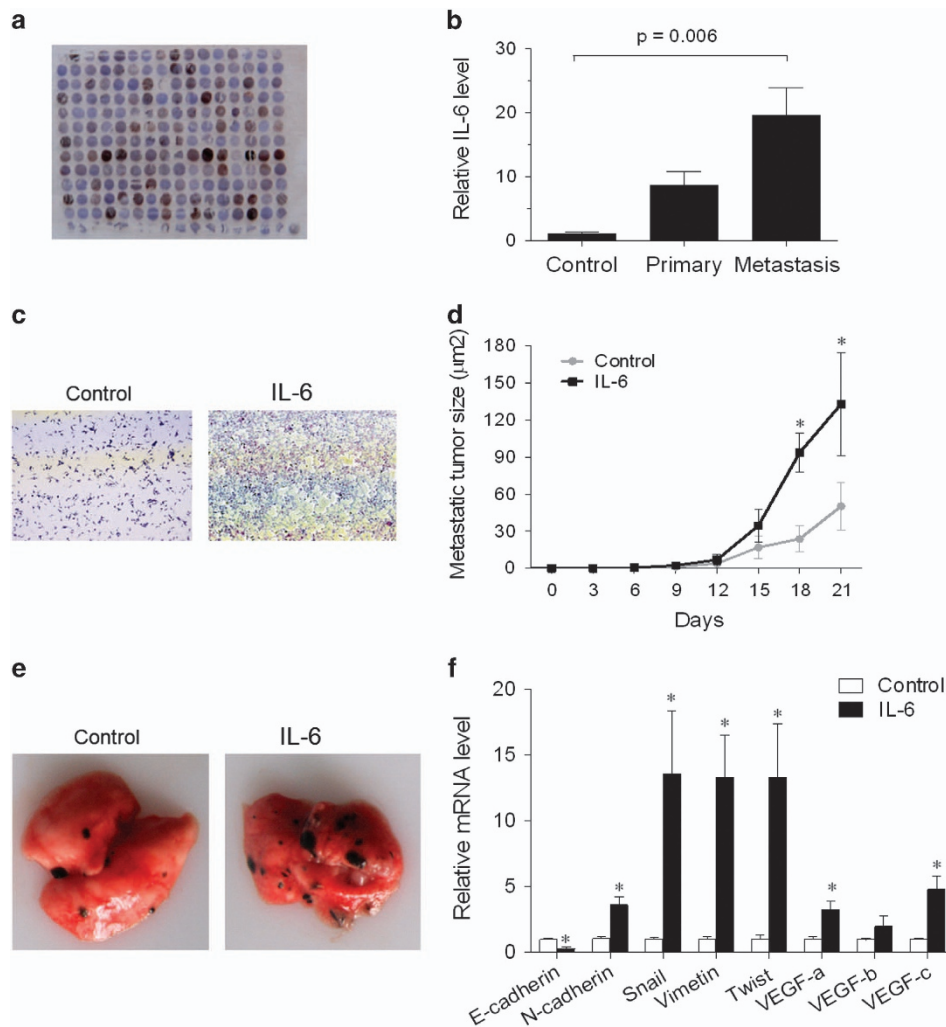 a
b
p = 0.006
30
20
10
0
Relative IL-6 level
Control Primary Metastasis
c
Control IL-6
d
Metastatic tumor size (μm2)
180
150
120
90
60
30
0
Control
IL-6
*
*
0 3 6 9 12 15 18 21
Days
e
Control IL-6
f
Relative mRNA level
20
15
10
5
0
Control
IL-6
* * * * * * *
E-cadherin
N-cadherin
Snail
Vimetin
Twist
VEGF-a
VEGF-b
VEGF-c